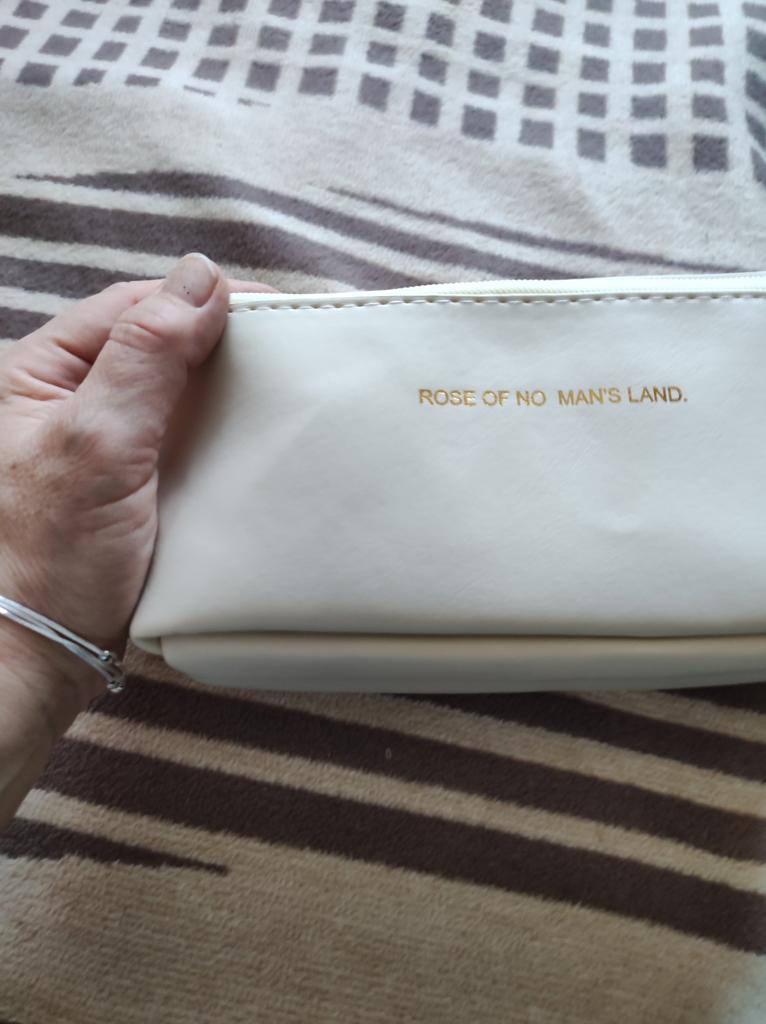 ROSE OF NO MAN'S LAND.